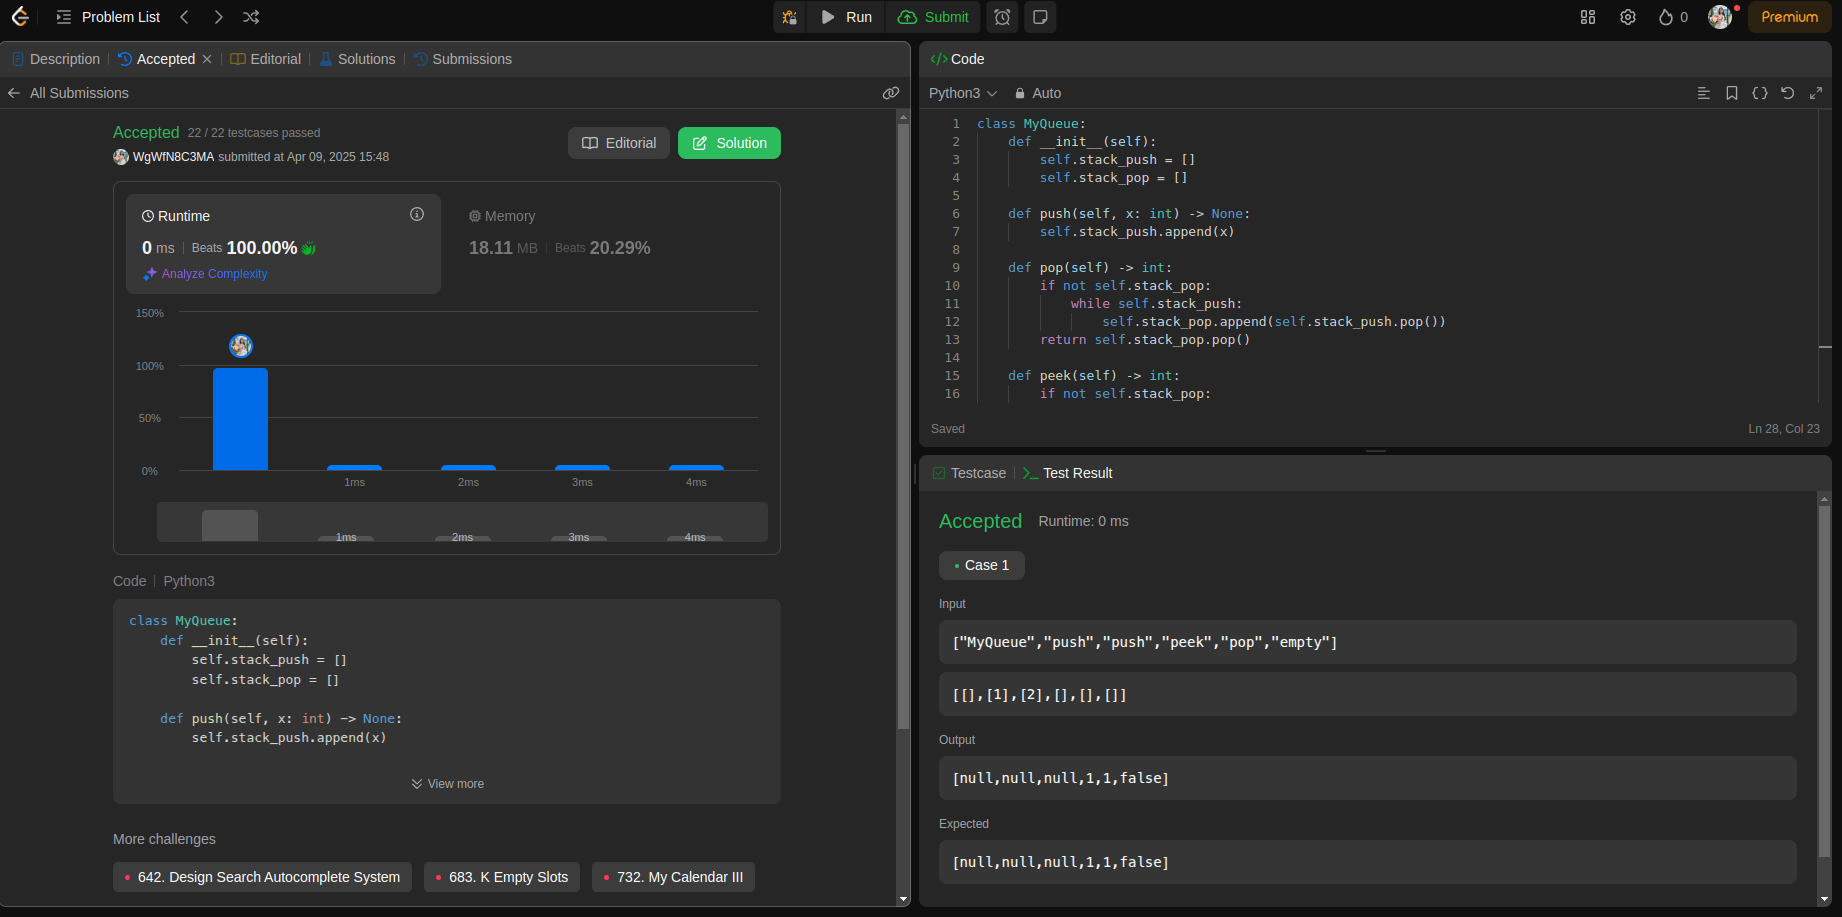 Problem List
Run
Submit
0
Premium
Description
Accepted
Editorial
Solutions
Submissions
All Submissions
Accepted 22 / 22 testcases passed
WgWfN8C3MA submitted at Apr 09, 2025 15:48
Editorial
Solution
Runtime
0 ms
Beats 100.00%
Analyze Complexity
Memory
18.11 MB
Beats 20.29%
150%
100%
50%
0%
1ms
2ms
3ms
4ms
1ms
2ms
3ms
4ms
Code
Python3
class MyQueue:
    def __init__(self):
        self.stack_push = []
        self.stack_pop = []
    def push(self, x: int) -> None:
        self.stack_push.append(x)
View more
More challenges
642. Design Search Autocomplete System
683. K Empty Slots
732. My Calendar III
</> Code
Python3
Auto
1 class MyQueue:
2     def __init__(self):
3         self.stack_push = []
4         self.stack_pop = []
5
6     def push(self, x: int) -> None:
7         self.stack_push.append(x)
8
9     def pop(self) -> int:
10         if not self.stack_pop:
11             while self.stack_push:
12                 self.stack_pop.append(self.stack_push.pop())
13         return self.stack_pop.pop()
14
15     def peek(self) -> int:
16         if not self.stack_pop:
Saved
Ln 28, Col 23
Testcase
Test Result
Accepted
Runtime: 0 ms
Case 1
Input
["MyQueue","push","push","peek","pop","empty"]
[[],[1],[2],[],[],[]]
Output
[null,null,null,1,1,false]
Expected
[null,null,null,1,1,false]